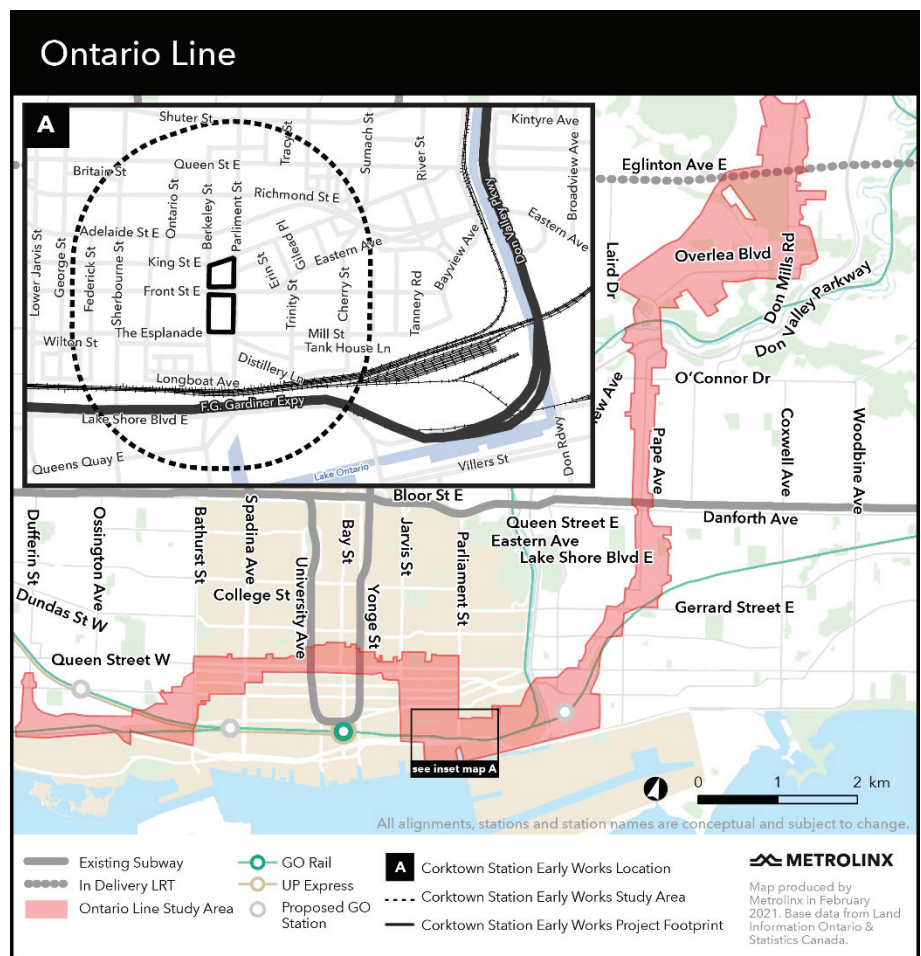 Ontario Line
A
Shuter St
Tracy St
Sumach St
River St
Kintyre Ave
Broadview Ave
Britain St
Queen St E
Ontario St
Berkeley St
Parliment St
Richmond St E
Don Valley Pkwy
Lower Jarvis St
George St
Federick St
Sherbourne St
Adelaide St E
Erin St
Gilead Pl
Eastern Ave
Bayview Ave
Eastern Ave
King St E
Front St E
Trinity St
Cherry St
Tannery Rd
The Esplanade
Wilton St
Mill St
Tank House Ln
Distillery Ln
Longboat Ave
F.G. Gardiner Expy
Lake Shore Blvd E
Queens Quay E
Lake Ontario
Villers St
Don Rdwy
Eglinton Ave E
Laird Dr
Overlea Blvd
Don Mills Rd
Don Valley Parkway
O'Connor Dr
ew Ave
Pape Ave
Coxwell Ave
Woodbine Ave
Bloor St E
Danforth Ave
Dufferin St
Ossington Ave
Bathurst St
Spadina Ave
University Ave
Bay St
Yonge St
Jarvis St
Parliament St
Queen Street E
Eastern Ave
Lake Shore Blvd E
College St
Dundas St W
Gerrard Street E
Queen Street W
see inset map A
0 1 2 km
All alignments, stations and station names are conceptual and subject to change.
Existing Subway
In Delivery LRT
Ontario Line Study Area
GO Rail
UP Express
Proposed GO
Station
A Corktown Station Early Works Location
Corktown Station Early Works Study Area
Corktown Station Early Works Project Footprint
METROLINX
Map produced by
Metrolinx in February
2021. Base data from Land
Information Ontario &
Statistics Canada.